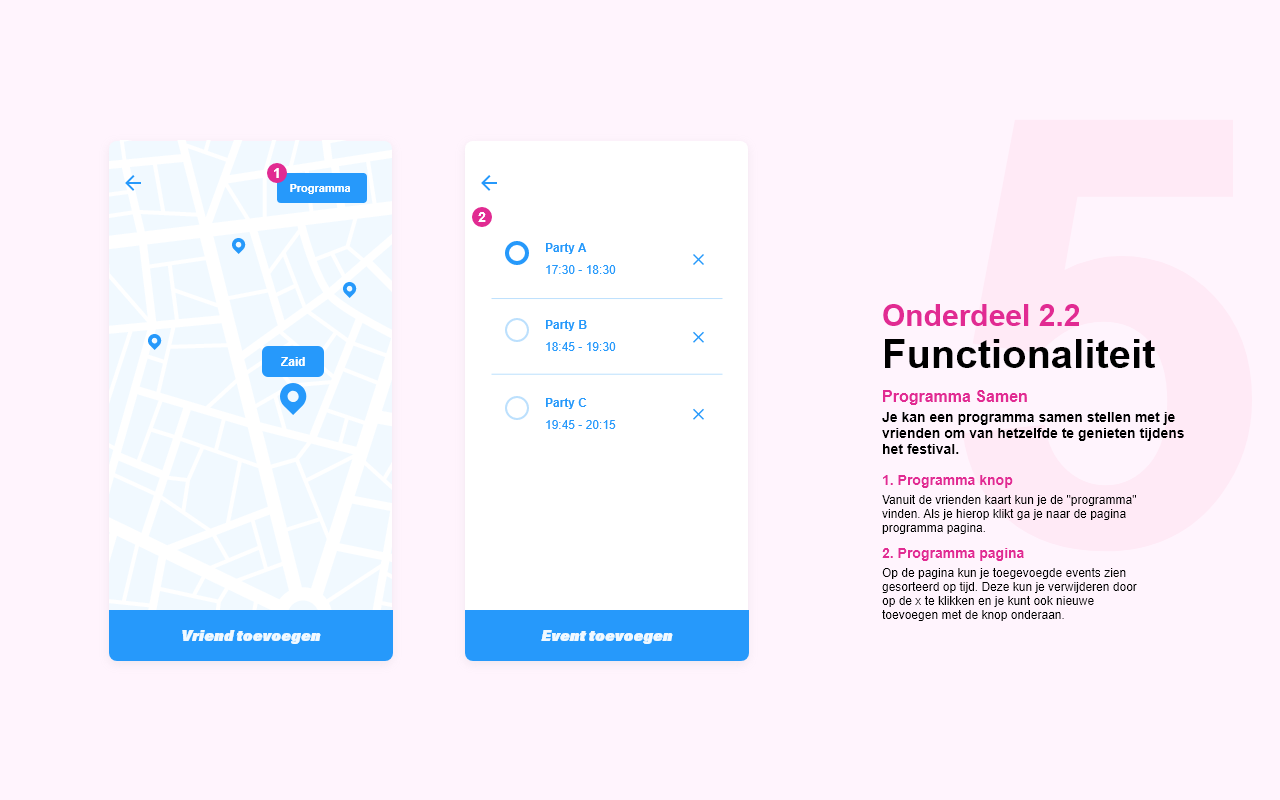 1
Programma
Zaid
Vriend toevoegen
2
Party A
17:30 - 18:30
Party B
18:45 - 19:30
Party C
19:45 - 20:15
Event toevoegen
5
Onderdeel 2.2
Functionaliteit
Programma Samen
Je kan een programma samen stellen met je
vrienden om van hetzelfde te genieten tijdens
het festival.
1. Programma knop
Vanuit de vrienden kaart kun je de "programma"
vinden. Als je hierop klikt ga je naar de pagina
programma pagina.
2. Programma pagina
Op de pagina kun je toegevoegde events zien
gesorteerd op tijd. Deze kun je verwijderen door
op de x te klikken en je kunt ook nieuwe
toevoegen met de knop onderaan.